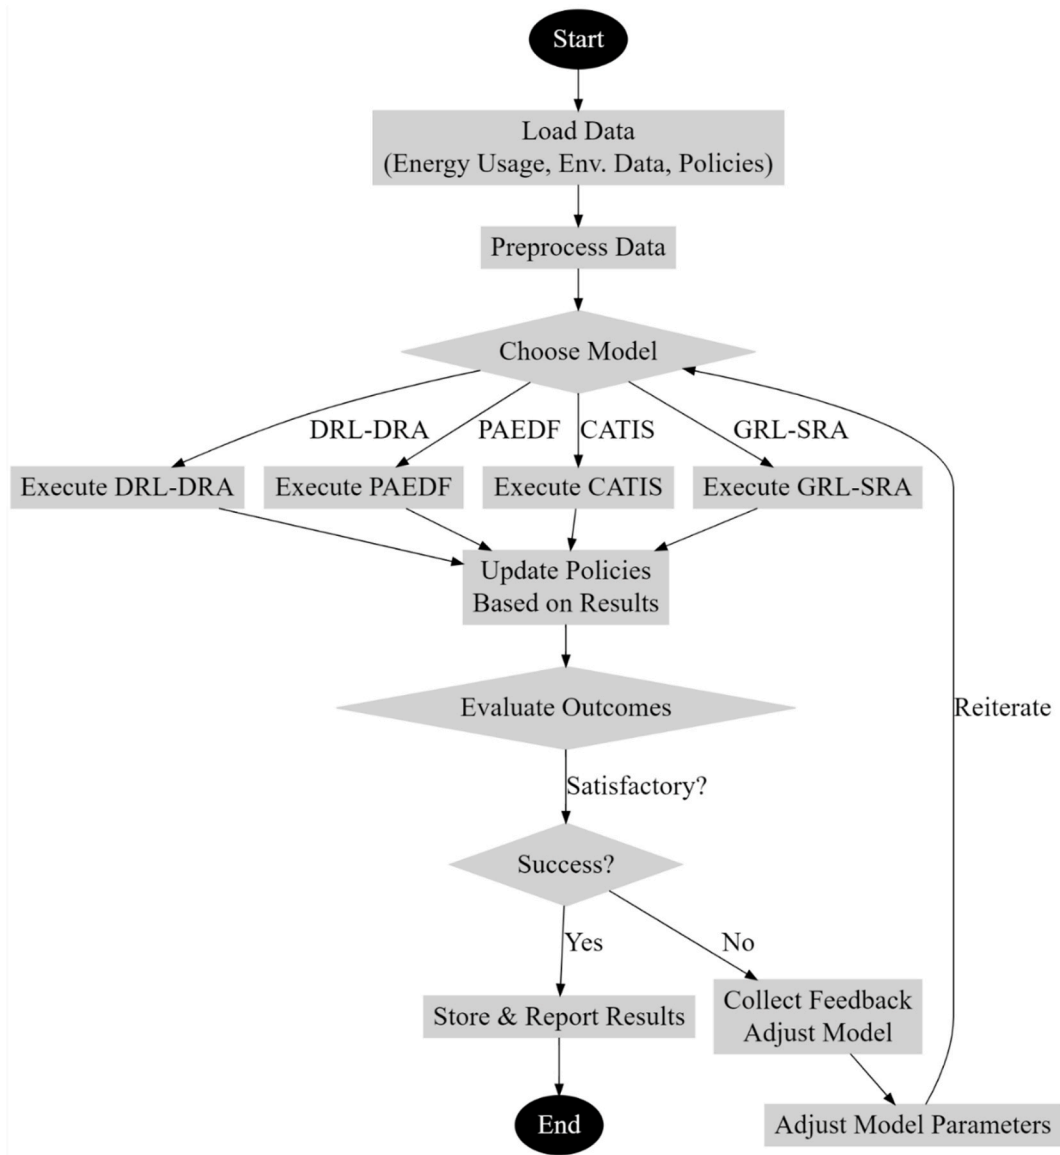 Start
Load Data
(Energy Usage, Env. Data, Policies)
Preprocess Data
Choose Model
DRL-DRA
PAEDF
CATIS
GRL-SRA
Execute DRL-DRA
Execute PAEDF
Execute CATIS
Execute GRL-SRA
Update Policies
Based on Results
Evaluate Outcomes
Reiterate
Satisfactory?
Success?
Yes
No
Store & Report Results
Collect Feedback
Adjust Model
End
Adjust Model Parameters